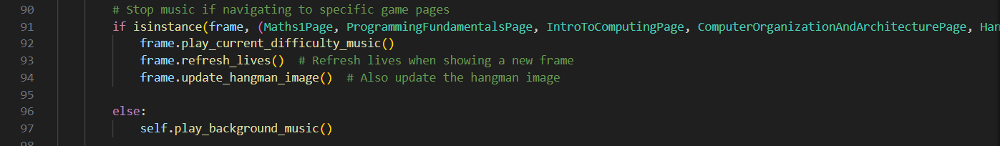 90 # Stop music if navigating to specific game pages
91 if isinstance(frame, (Maths1Page, ProgrammingFundamentalsPage, IntroToComputingPage, ComputerOrganizationAndArchitecturePage, Han
92 frame.play_current_difficulty_music()
93 frame.refresh_lives() # Refresh lives when showing a new frame
94 frame.update_hangman_image() # Also update the hangman image
95
96 else:
97 self.play_background_music()
98